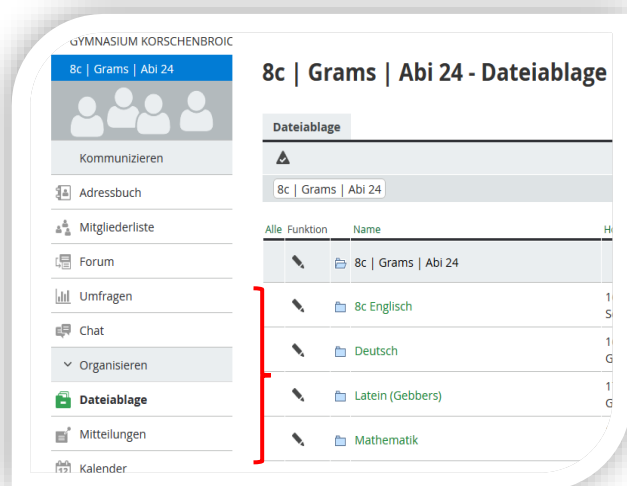 GYMNASIUM KORSCHENBROIC
8c | Grams | Abi 24
Kommunizieren
Adressbuch
Mitgliederliste
Forum
Umfragen
Chat
Organisieren
Dateiablage
Mitteilungen
Kalender
8c | Grams | Abi 24 - Dateiablage
Dateiablage
8c | Grams | Abi 24
Alle Funktion Name
8c | Grams | Abi 24
8c Englisch
Deutsch
Latein (Gebbers)
Mathematik